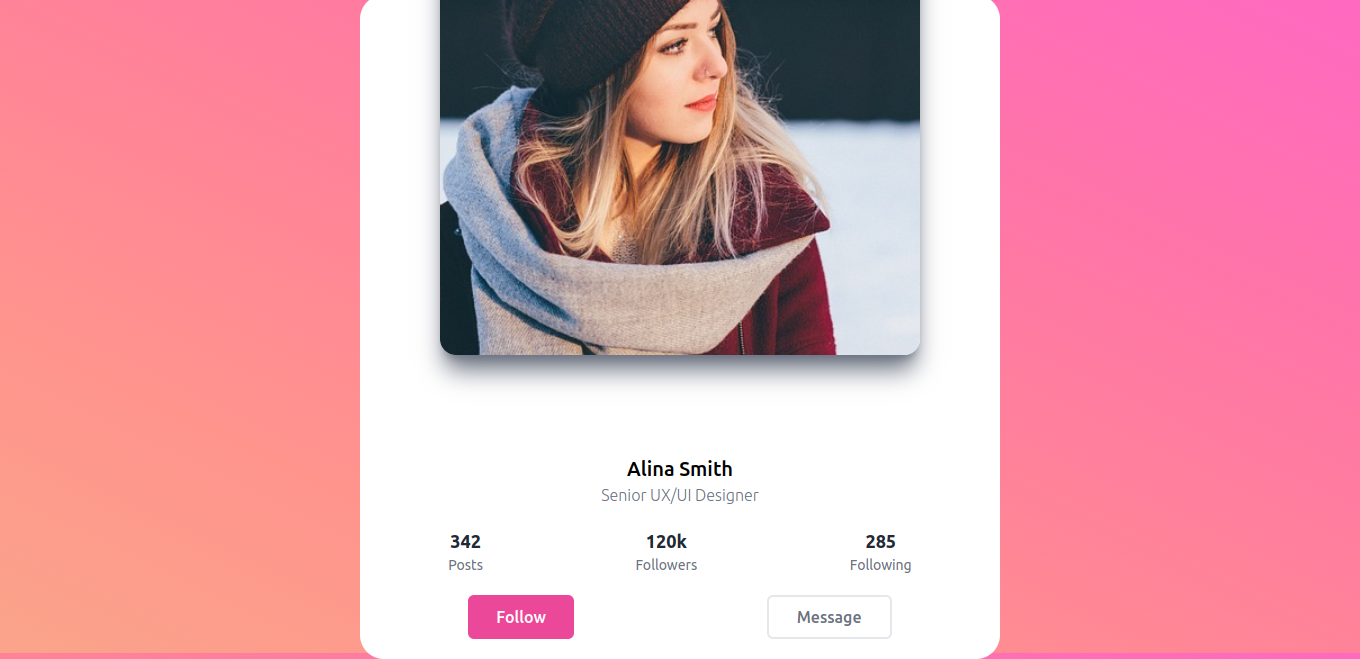 Alina Smith
Senior UX/UI Designer
342 120k 285
Posts Followers Following
Follow Message